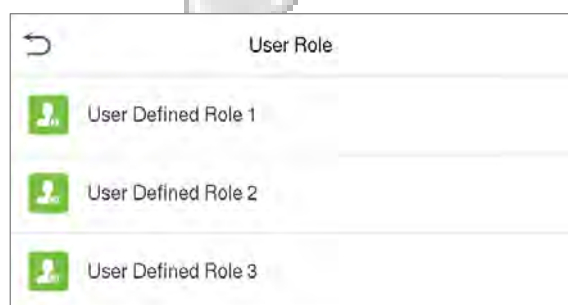 User Role
User Defined Role 1
User Defined Role 2
User Defined Role 3